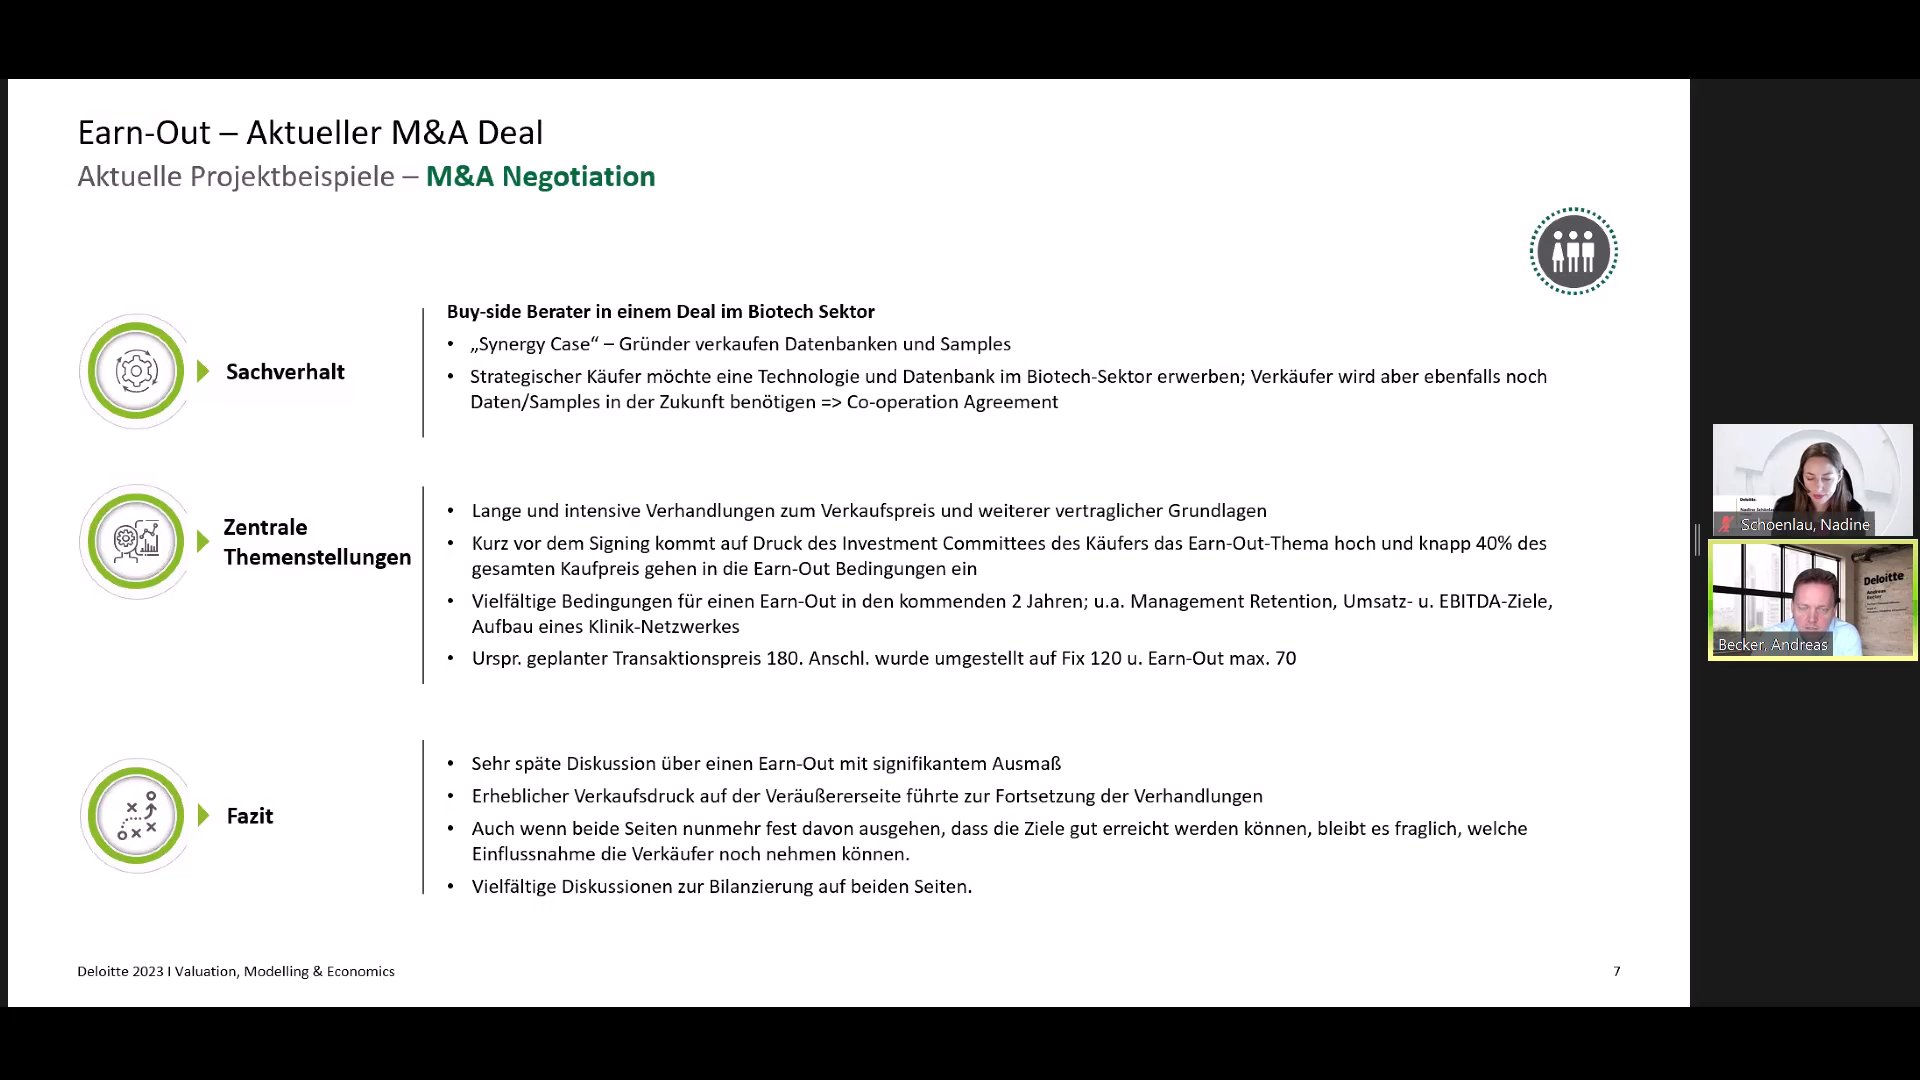 Earn-Out – Aktueller M&A Deal
Aktuelle Projektbeispiele – M&A Negotiation
Sachverhalt
Buy-side Berater in einem Deal im Biotech Sektor
• „Synergy Case“ – Gründer verkaufen Datenbanken und Samples
• Strategischer Käufer möchte eine Technologie und Datenbank im Biotech-Sektor erwerben; Verkäufer wird aber ebenfalls noch
Daten/Samples in der Zukunft benötigen => Co-operation Agreement
Zentrale
Themenstellungen
• Lange und intensive Verhandlungen zum Verkaufspreis und weiterer vertraglicher Grundlagen
• Kurz vor dem Signing kommt auf Druck des Investment Committees des Käufers das Earn-Out-Thema hoch und knapp 40% des
gesamten Kaufpreis gehen in die Earn-Out Bedingungen ein
• Vielfältige Bedingungen für einen Earn-Out in den kommenden 2 Jahren; u.a. Management Retention, Umsatz- u. EBITDA-Ziele,
Aufbau eines Klinik-Netzwerkes
• Urspr. geplanter Transaktionspreis 180. Anschl. wurde umgestellt auf Fix 120 u. Earn-Out max. 70
Fazit
• Sehr späte Diskussion über einen Earn-Out mit signifikantem Ausmaß
• Erheblicher Verkaufsdruck auf der Veräußererseite führte zur Fortsetzung der Verhandlungen
• Auch wenn beide Seiten nunmehr fest davon ausgehen, dass die Ziele gut erreicht werden können, bleibt es fraglich, welche
Einflussnahme die Verkäufer noch nehmen können.
• Vielfältige Diskussionen zur Bilanzierung auf beiden Seiten.
Deloitte 2023 I Valuation, Modelling & Economics
7
Deloitte
Schoenlau, Nadine
Deloitte
Andreas
Becker
Becker, Andreas